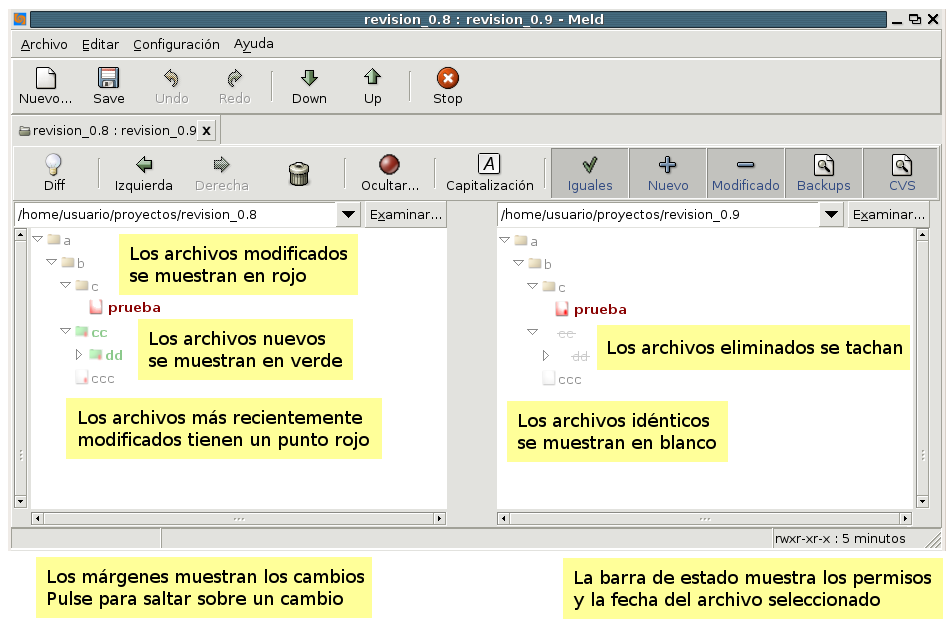 revision_0.8 : revision_0.9 - Meld
Archivo Editar Configuración Ayuda
Nuevo... Save Undo Redo Down Up Stop
revision_0.8 : revision_0.9 x
Diff Izquierda Derecha Ocultar... Capitalización Iguales Nuevo Modificado Backups CVS
/home/usuario/proyectos/revision_0.8 Examinar...
/home/usuario/proyectos/revision_0.9 Examinar...
a
b
c
prueba
cc
dd
ccc
Los archivos modificados
se muestran en rojo
Los archivos nuevos
se muestran en verde
Los archivos más recientemente
modificados tienen un punto rojo
a
b
c
prueba
cc
dd
ccc
Los archivos eliminados se tachan
Los archivos idénticos
se muestran en blanco
rwxr-xr-x : 5 minutos
Los márgenes muestran los cambios
Pulse para saltar sobre un cambio
La barra de estado muestra los permisos
y la fecha del archivo seleccionado